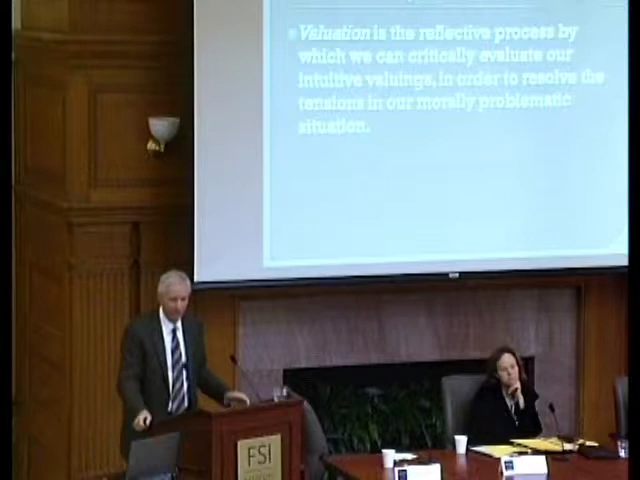 Valuation is the reflective process by
which we can critically evaluate our
intuitive valuings, in order to resolve the
tensions in our morally problematic
situation.
FSI